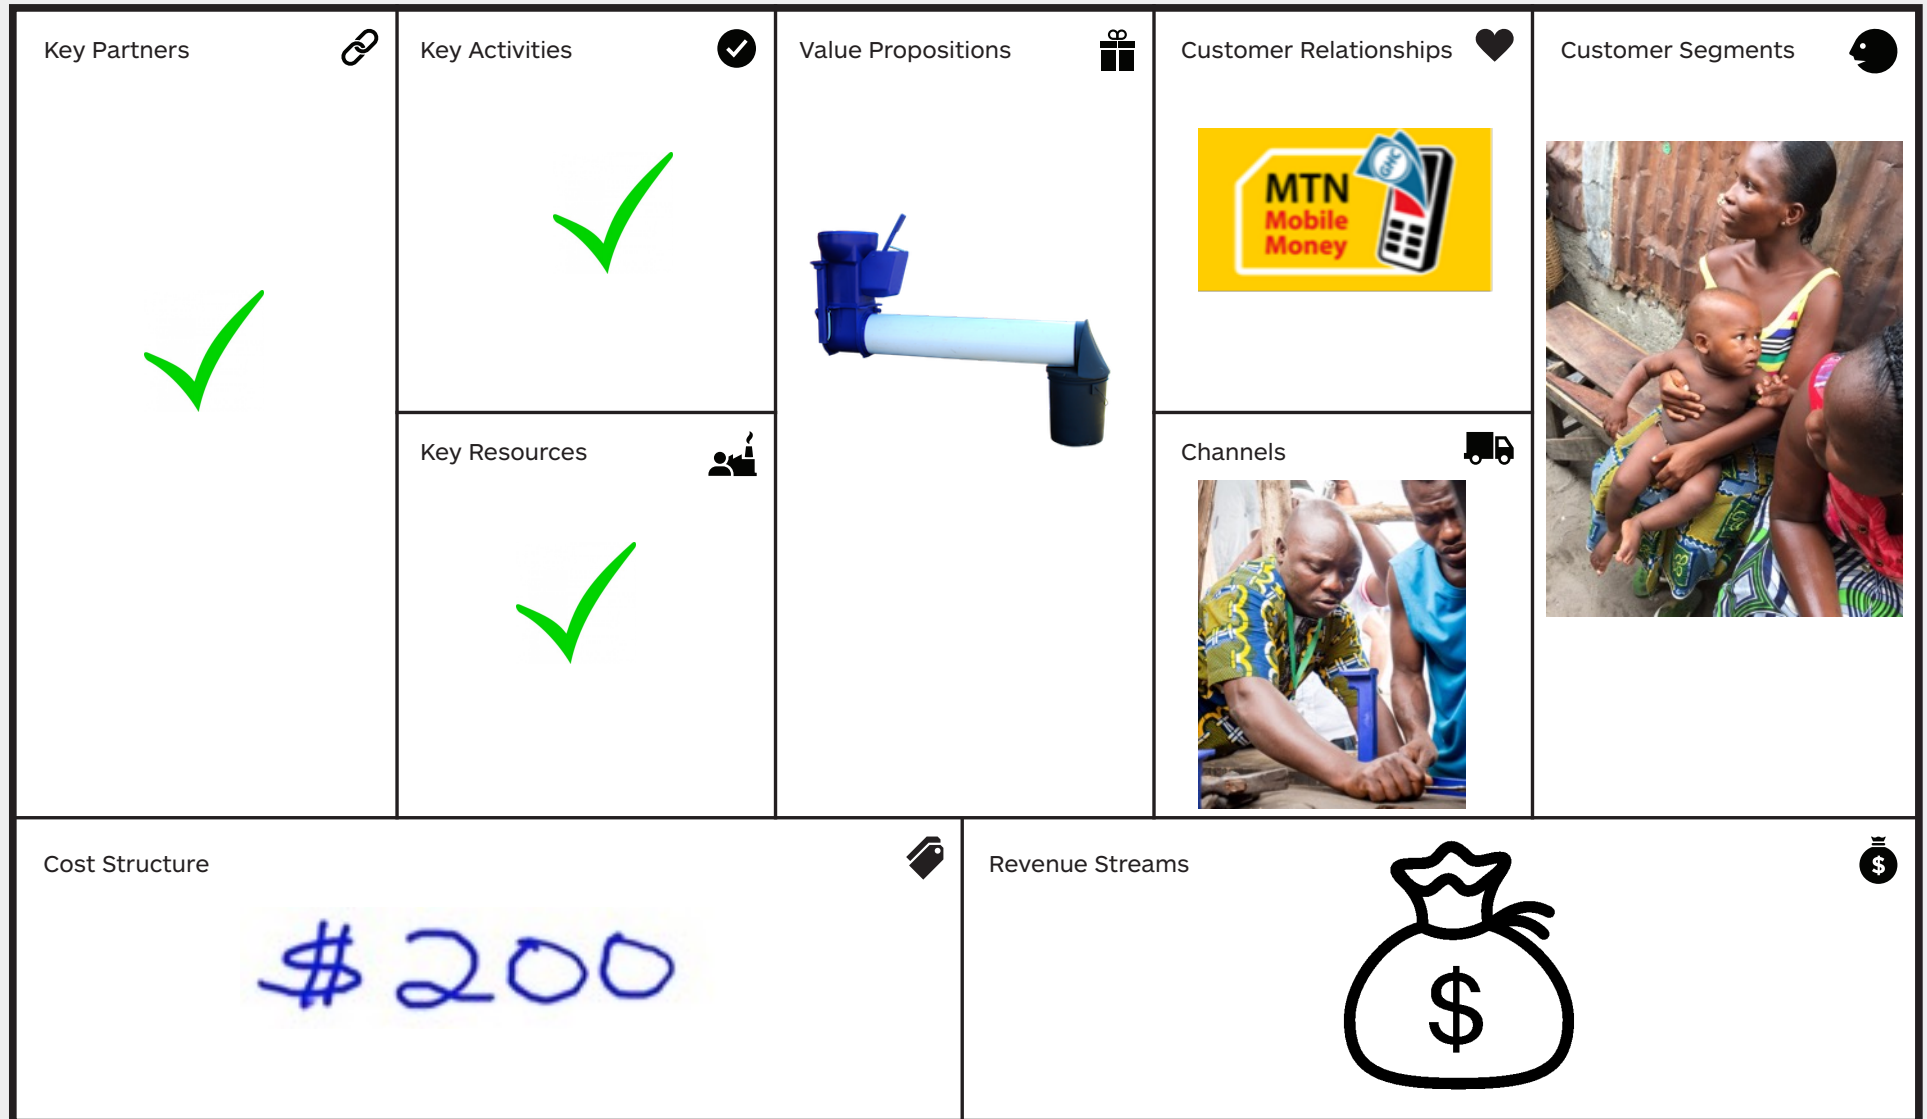 Key Partners
Key Activities
Value Propositions
Customer Relationships
Customer Segments
MTN
Mobile
Money
GHC
Key Resources
Channels
Cost Structure
$200
Revenue Streams
$
$